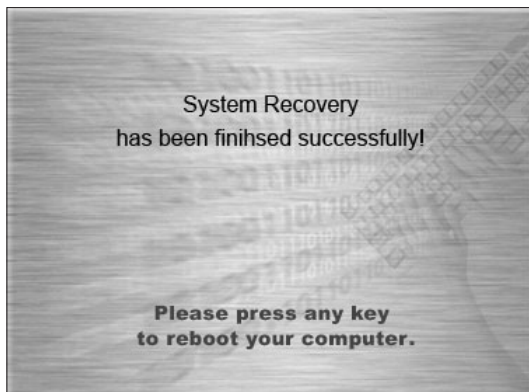 System Recovery
has been finihsed successfully!
Please press any key
to reboot your computer.